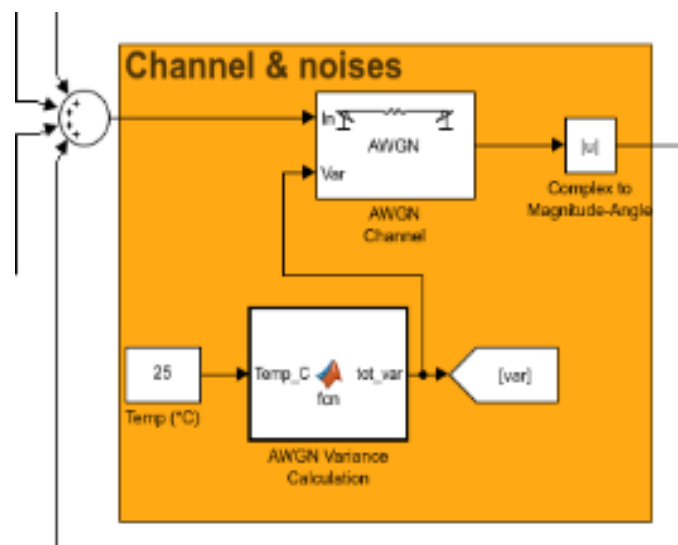 Channel & noises
+
+
+
+
In
AWGN
Var
AWGN
Channel
|u|
Complex to
Magnitude-Angle
25
Temp (°C)
Temp_C
tot_var
fcn
AWGN Variance
Calculation
[var]